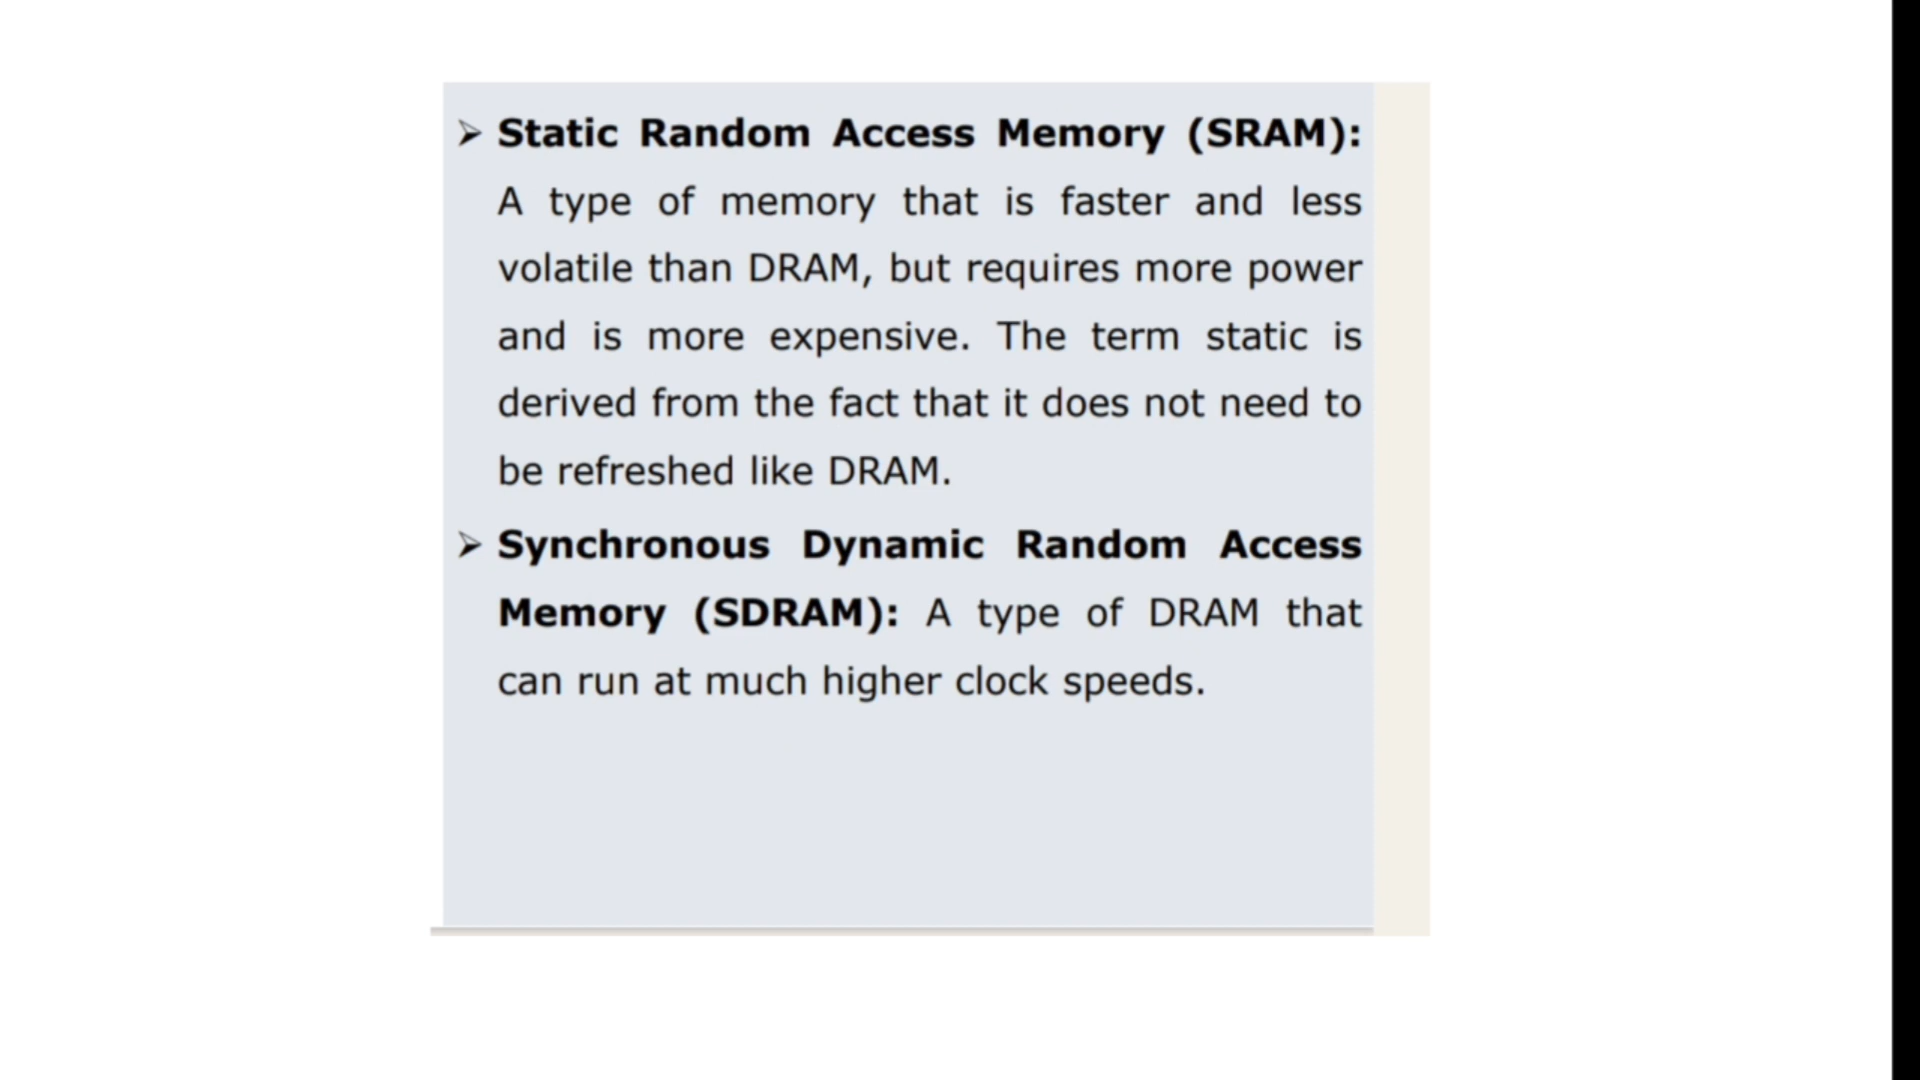 ➢ Static Random Access Memory (SRAM):
A type of memory that is faster and less
volatile than DRAM, but requires more power
and is more expensive. The term static is
derived from the fact that it does not need to
be refreshed like DRAM.
➢ Synchronous Dynamic Random Access
Memory (SDRAM): A type of DRAM that
can run at much higher clock speeds.